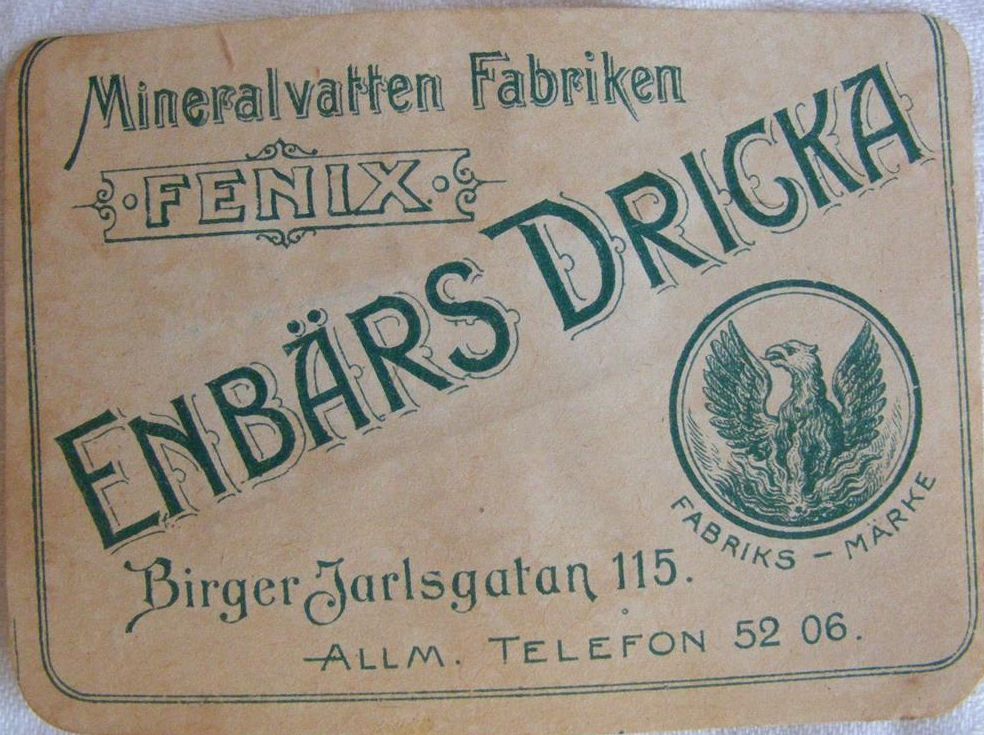 Mineralvatten Fabriken
·FENIX·
ENBÄRS DRICKA
FABRIKS - MÄRKE
Birger Jarlsgatan 115.
ALLM. TELEFON 52 06.